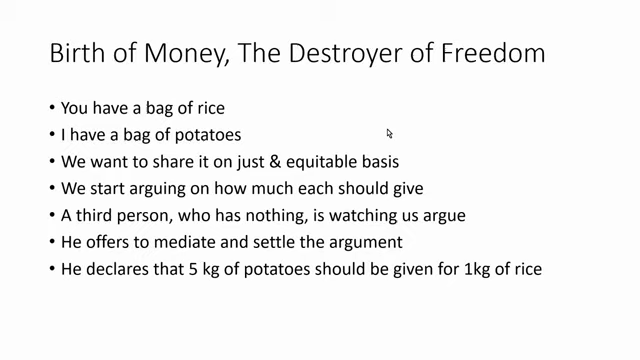 Birth of Money, The Destroyer of Freedom
• You have a bag of rice
• I have a bag of potatoes
• We want to share it on just & equitable basis
• We start arguing on how much each should give
• A third person, who has nothing, is watching us argue
• He offers to mediate and settle the argument
• He declares that 5 kg of potatoes should be given for 1kg of rice